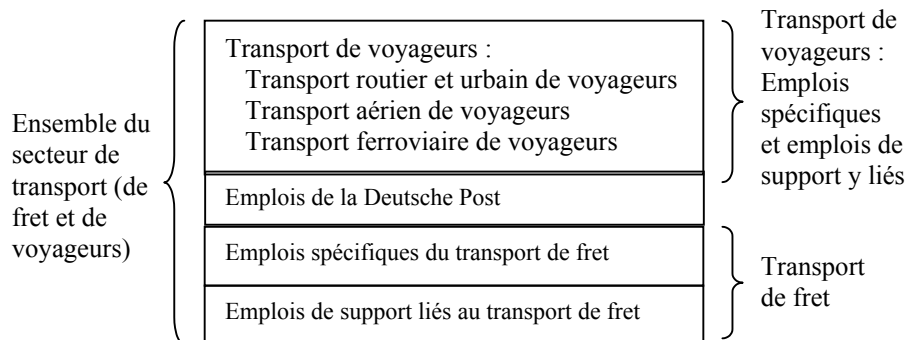 Ensemble du
secteur de
transport (de
fret et de
voyageurs)
Transport de voyageurs :
Transport routier et urbain de voyageurs
Transport aérien de voyageurs
Transport ferroviaire de voyageurs
Emplois de la Deutsche Post
Emplois spécifiques du transport de fret
Emplois de support liés au transport de fret
Transport de
voyageurs :
Emplois
spécifiques
et emplois de
support y liés
Transport
de fret